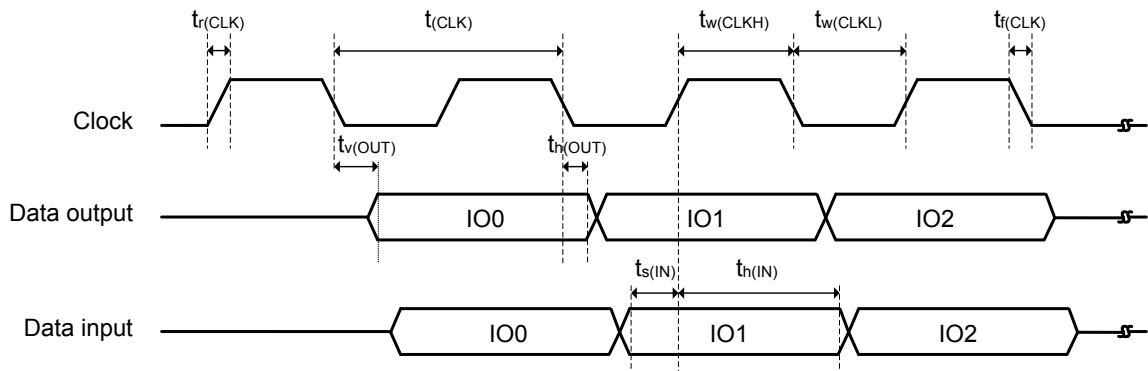 tr(CLK) t(CLK) tw(CLKH) tw(CLKL) tf(CLK)
Clock
tv(OUT) th(OUT)
Data output IO0 IO1 IO2
ts(IN) th(IN)
Data input IO0 IO1 IO2